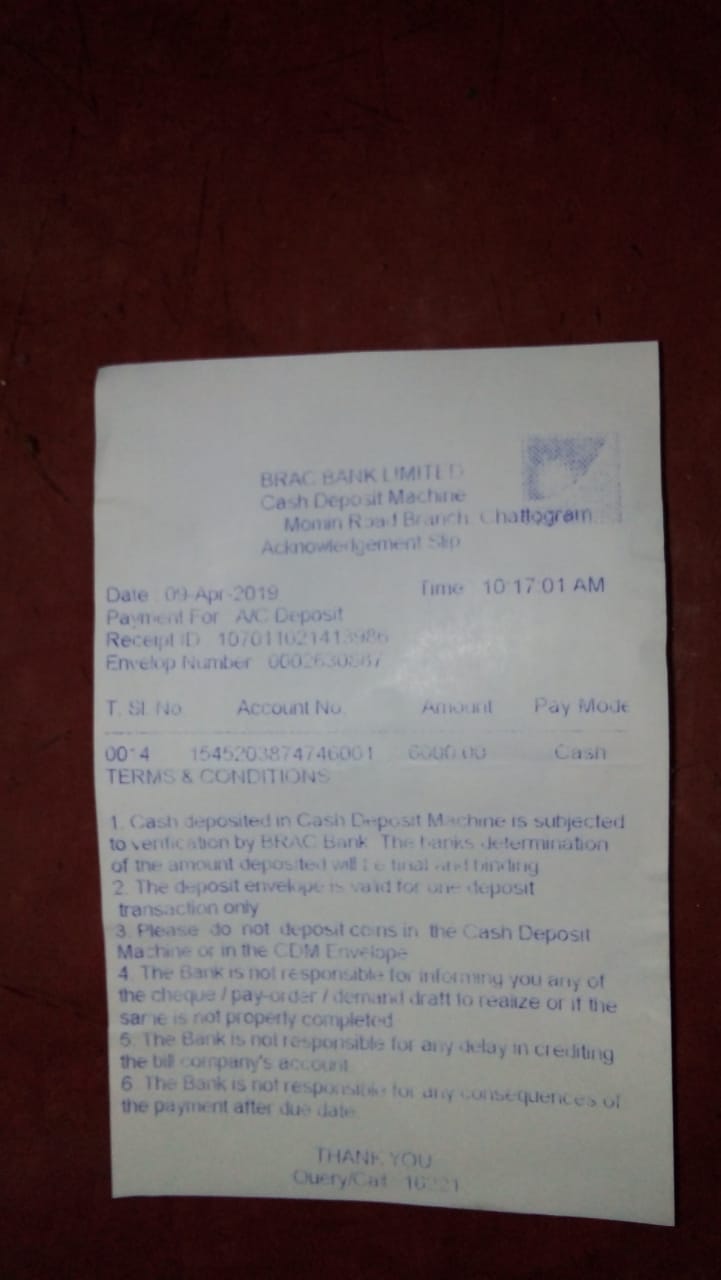 BRAC BANK LIMITED
Cash Deposit Machine
Momin Road Branch, Chattogram
Acknowledgement Slip
Date : 09-Apr-2019 Time : 10:17:01 AM
Payment For : A/C Deposit
Receipt ID : 107011021413986
Envelop Number : 0002630887
T. Sl. No. Account No. Amount Pay Mode
0014 1545203874746001 6000.00 Cash
TERMS & CONDITIONS
1. Cash deposited in Cash Deposit Machine is subjected
to verification by BRAC Bank. The banks determination
of the amount deposited will be final and binding
2. The deposit envelope is valid for one deposit
transaction only
3. Please do not deposit coins in the Cash Deposit
Machine or in the CDM Envelope
4. The Bank is not responsible for informing you any of
the cheque / pay-order / demand draft to realize or if the
same is not properly completed
5. The Bank is not responsible for any delay in crediting
the bill company's account.
6. The Bank is not responsible for any consequences of
the payment after due date.
THANK YOU
Query/Call : 16221